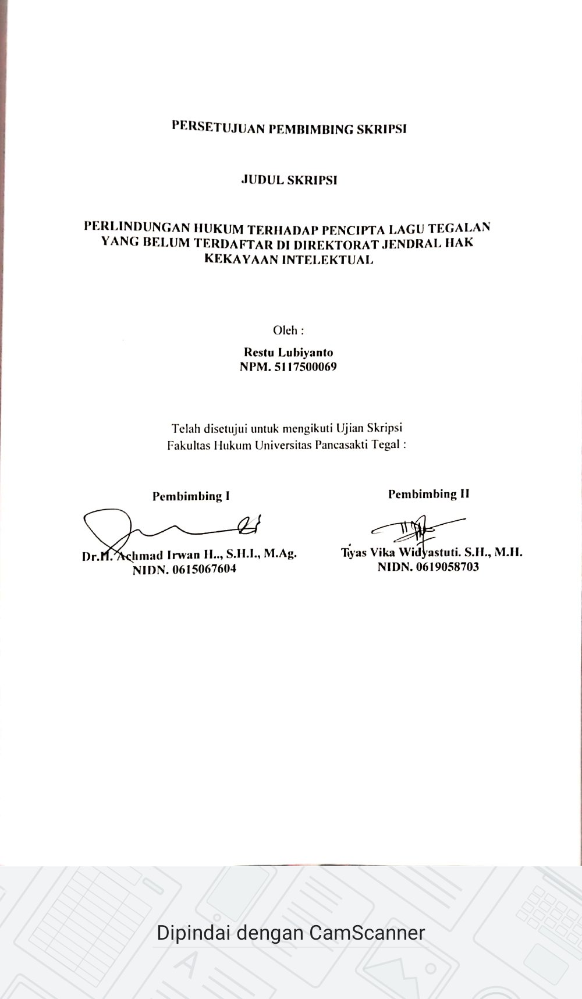 PERSETUJUAN PEMBIMBING SKRIPSI
JUDUL SKRIPSI
PERLINDUNGAN HUKUM TERHADAP PENCIPTA LAGU TEGALAN
YANG BELUM TERDAFTAR DI DIREKTORAT JENDRAL HAK
KEKAYAAN INTELEKTUAL
Oleh :
Restu Lubiyanto
NPM. 5117500069
Telah disetujui untuk mengikuti Ujian Skripsi
Fakultas Hukum Universitas Pancasakti Tegal :
Pembimbing I
Dr.H. Achmad Irwan H.., S.H.I., M.Ag.
NIDN. 0615067604
Pembimbing II
Tiyas Vika Widyastuti. S.H., M.H.
NIDN. 0619058703
Dipindai dengan CamScanner